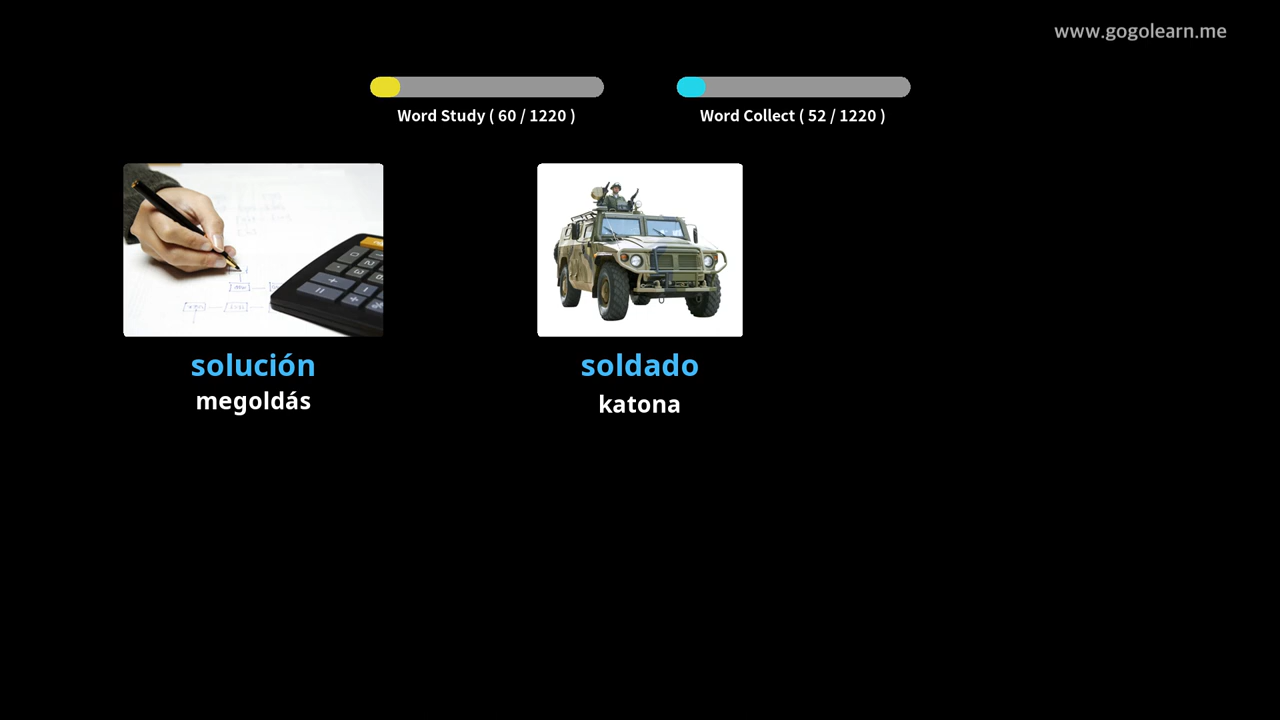 www.gogolearn.me
Word Study ( 60 / 1220 )
Word Collect ( 52 / 1220 )
solución
megoldás
soldado
katona